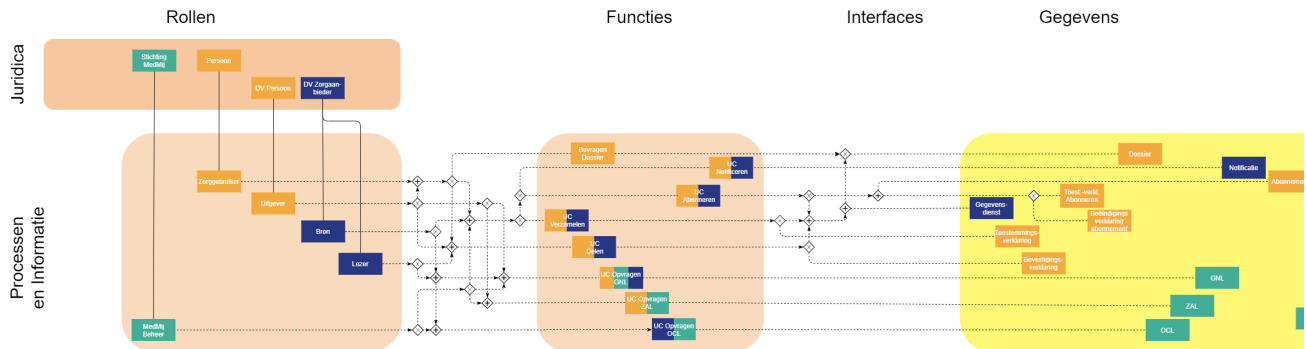 Rollen
Functies
Interfaces
Gegevens
Juridica
Stichting
MedMij
Persoon
DV Persoon
DV Zorgaan-
bieder
Processen
en Informatie
Zorggebruiker
Uitgever
Bron
Lezer
MedMij
Beheer
Bevragen
Dossier
UC
Notificeren
UC
Abonneren
UC
Verzamelen
UC
Delen
UC Opvragen
GNL
UC Opvragen
ZAL
UC Opvragen
OCL
Dossier
Notificatie
Abonnemen
Toest -verkl
Abonneren
Gegevens-
dienst
Beëindigings
verklaring
abonnement
Toestemmings-
verklaring
Bevestigings-
verklaring
GNL
ZAL
OCL